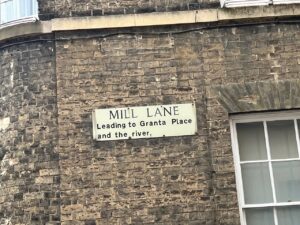 MILL LANE
Leading to Granta Place
and the river.